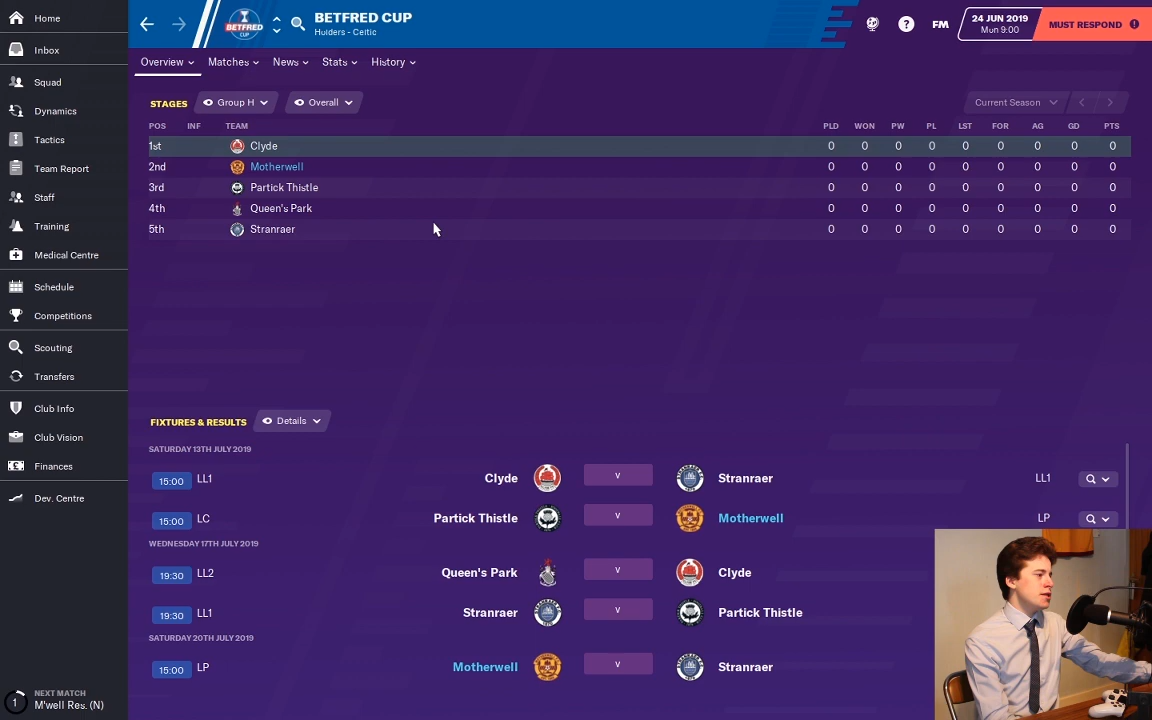 Home
Inbox
Squad
Dynamics
Tactics
Team Report
Staff
Training
Medical Centre
Schedule
Competitions
Scouting
Transfers
Club Info
Club Vision
Finances
Dev. Centre
1 NEXT MATCH
M'well Res. (N)
BETFRED CUP
BETFRED CUP
Holders - Celtic
? FM 24 JUN 2019 MUST RESPOND !
Mon 9:00
Overview Matches News Stats History
STAGES Group H Overall Current Season
POS INF TEAM PLD WON PW PL LST FOR AG GD PTS
1st Clyde 0 0 0 0 0 0 0 0 0
2nd Motherwell 0 0 0 0 0 0 0 0 0
3rd Partick Thistle 0 0 0 0 0 0 0 0 0
4th Queen's Park 0 0 0 0 0 0 0 0 0
5th Stranraer 0 0 0 0 0 0 0 0 0
FIXTURES & RESULTS Details
SATURDAY 13TH JULY 2019
15:00 LL1 Clyde v Stranraer LL1
15:00 LC Partick Thistle v Motherwell LP
WEDNESDAY 17TH JULY 2019
19:30 LL2 Queen's Park v Clyde
19:30 LL1 Stranraer v Partick Thistle
SATURDAY 20TH JULY 2019
15:00 LP Motherwell v Stranraer